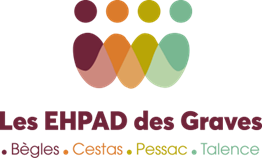 Les EHPAD des Graves
. Bègles . Cestas . Pessac . Talence